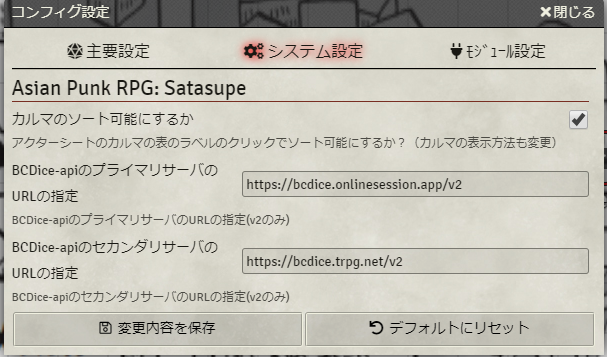 コンフィグ設定 ×閉じる
主要設定 システム設定 ﾓｼﾞｭｰﾙ設定
Asian Punk RPG: Satasupe
カルマのソート可能にするか
アクターシートのカルマの表のラベルのクリックでソート可能にするか？（カルマの表示方法も変更）
BCDice-apiのプライマリサーバの
URLの指定
https://bcdice.onlinesession.app/v2
BCDice-apiのプライマリサーバのURLの指定(v2のみ)
BCDice-apiのセカンダリサーバの
URLの指定
https://bcdice.trpg.net/v2
BCDice-apiのセカンダリサーバのURLの指定(v2のみ)
変更内容を保存 デフォルトにリセット